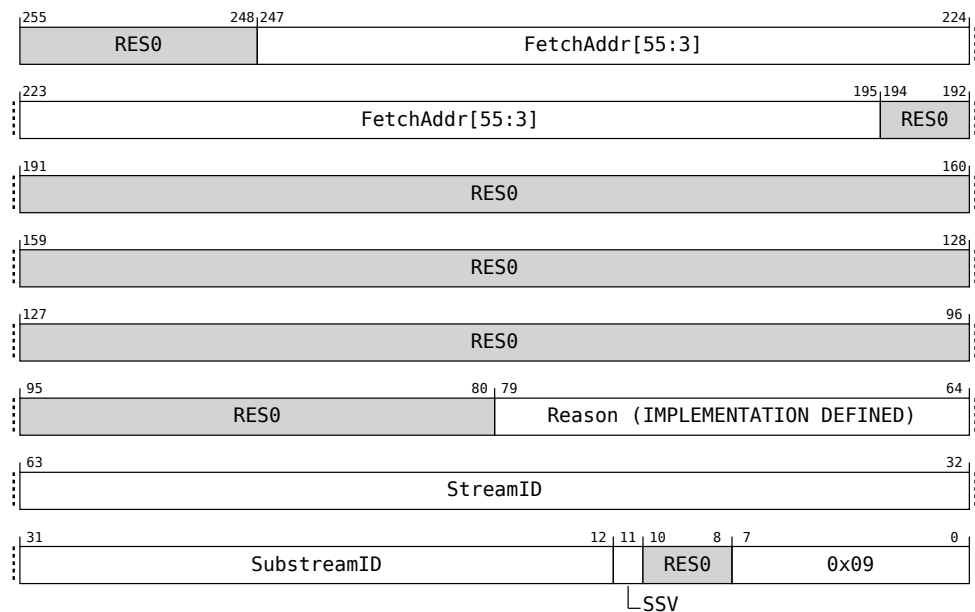 255 248 247 224
RES0 FetchAddr[55:3]
223 195 194 192
FetchAddr[55:3] RES0
191 160
RES0
159 128
RES0
127 96
RES0
95 80 79 64
RES0 Reason (IMPLEMENTATION DEFINED)
63 32
StreamID
31 12 11 10 8 7 0
SubstreamID RES0 0x09
SSV